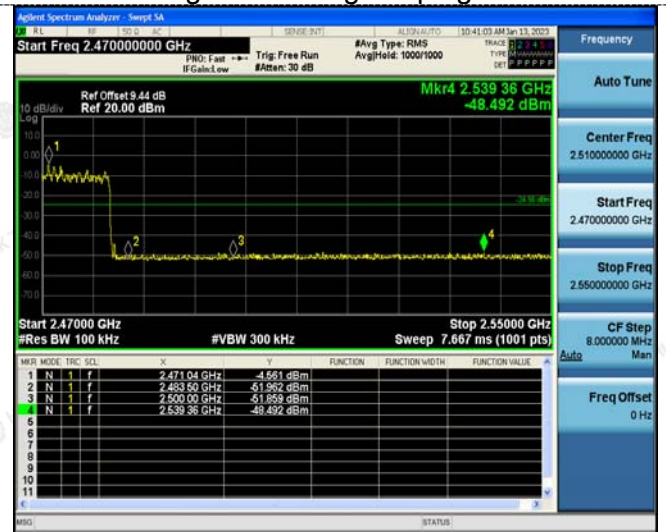 Agilent Spectrum Analyzer - Swept SA
RL RF 50 Ω AC SENSE:INT ALIGNAUTO 10:41:03 AM Jan 13, 2023
Start Freq 2.470000000 GHz
PNO: Fast Trig: Free Run #Avg Type: RMS TRACE 1 2 3 4 5 6
IFGain:Low #Atten: 30 dB Avg|Hold: 1000/1000 TYPE
DET P P P P P P
Frequency
Auto Tune
Ref Offset 9.44 dB
10 dB/div Ref 20.00 dBm
Mkr4 2.539 36 GHz
-48.492 dBm
Log
10.0
0.00
-10.0
-20.0
-30.0
-40.0
-50.0
-60.0
-70.0
1
2
3
4
-24.56 dBm
Center Freq
2.510000000 GHz
Start Freq
2.470000000 GHz
Stop Freq
2.550000000 GHz
Start 2.47000 GHz Stop 2.55000 GHz
#Res BW 100 kHz #VBW 300 kHz Sweep 7.667 ms (1001 pts)
CF Step
8.000000 MHz
Auto Man
Freq Offset
0 Hz
MKR MODE TRC SCL X Y FUNCTION FUNCTION WIDTH FUNCTION VALUE
1 N 1 f 2.471 04 GHz -4.561 dBm
2 N 1 f 2.483 50 GHz -51.962 dBm
3 N 1 f 2.500 00 GHz -51.859 dBm
4 N 1 f 2.539 36 GHz -48.492 dBm
5
6
7
8
9
10
11
MSG STATUS